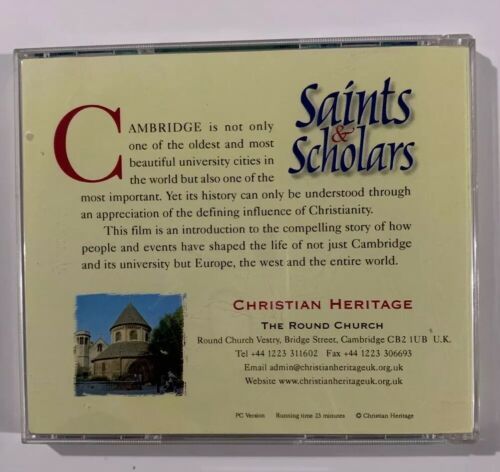 Saints
&
Scholars
CAMBRIDGE is not only
one of the oldest and most
beautiful university cities in
the world but also one of the
most important. Yet its history can only be understood through
an appreciation of the defining influence of Christianity.
This film is an introduction to the compelling story of how
people and events have shaped the life of not just Cambridge
and its university but Europe, the west and the entire world.
CHRISTIAN HERITAGE
THE ROUND CHURCH
Round Church Vestry, Bridge Street, Cambridge CB2 1UB U.K.
Tel +44 1223 311602 Fax +44 1223 306693
Email admin@christianheritageuk.org.uk
Website www.christianheritageuk.org.uk
PC Version Running time 23 minutes © Christian Heritage